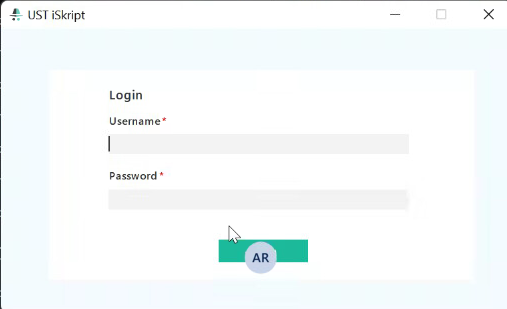 UST iSkript
Login
Username*
Password *
AR